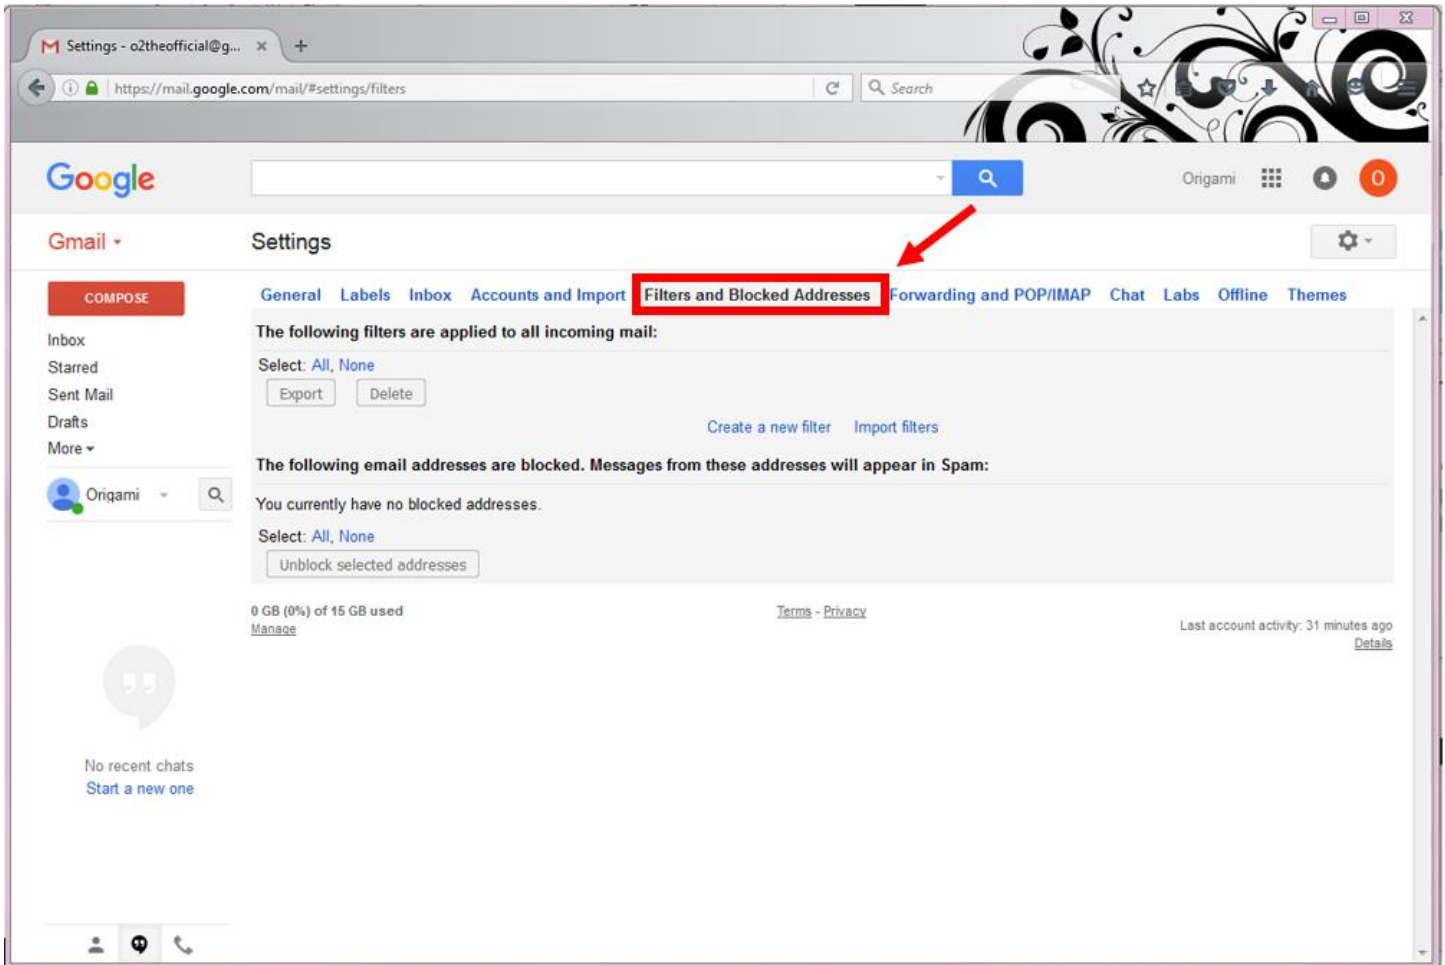 Settings - o2theofficial@g...
https://mail.google.com/mail/#settings/filters
Search
Google
Origami
O
Gmail
Settings
COMPOSE
General Labels Inbox Accounts and Import Filters and Blocked Addresses Forwarding and POP/IMAP Chat Labs Offline Themes
The following filters are applied to all incoming mail:
Inbox
Starred
Sent Mail
Drafts
More
Select: All, None
Export Delete
Create a new filter Import filters
The following email addresses are blocked. Messages from these addresses will appear in Spam:
Origami
You currently have no blocked addresses.
Select: All, None
Unblock selected addresses
0 GB (0%) of 15 GB used
Manage
Terms - Privacy
Last account activity: 31 minutes ago
Details
No recent chats
Start a new one